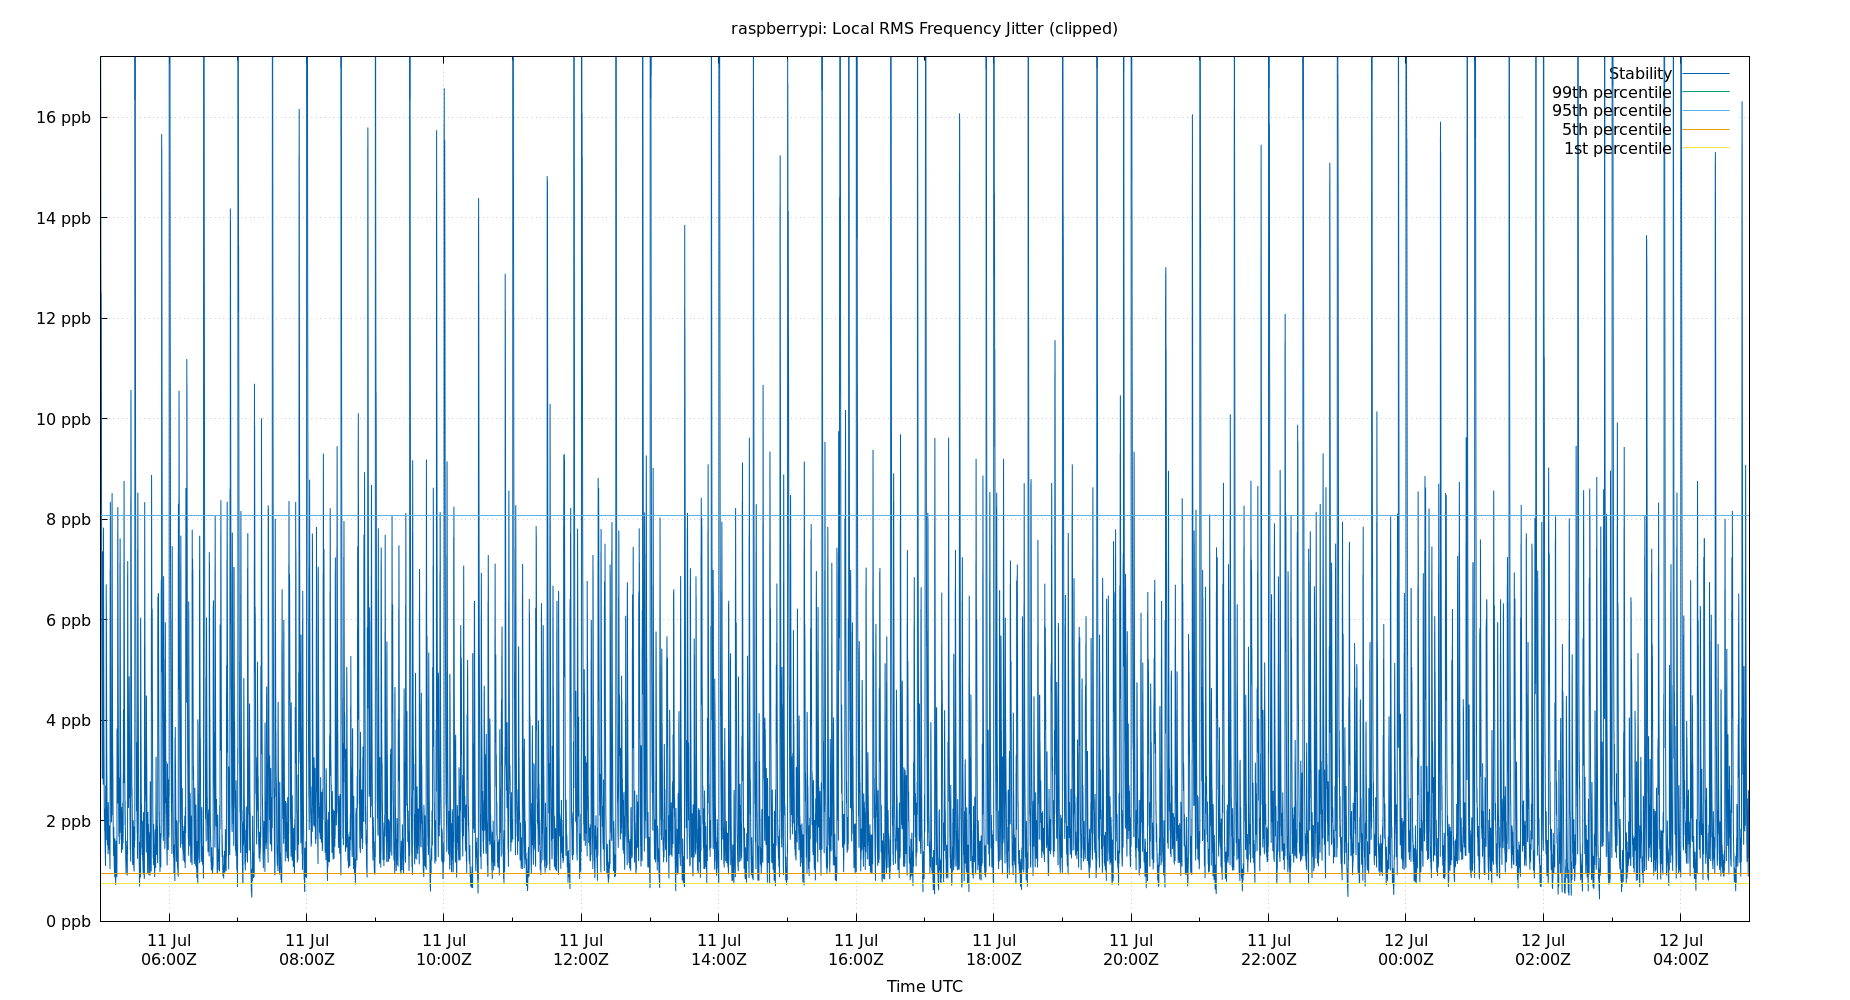 raspberrypi: Local RMS Frequency Jitter (clipped)
Stability
99th percentile
95th percentile
5th percentile
1st percentile
16 ppb
14 ppb
12 ppb
10 ppb
8 ppb
6 ppb
4 ppb
2 ppb
0 ppb
11 Jul 11 Jul 11 Jul 11 Jul 11 Jul 11 Jul 11 Jul 11 Jul 11 Jul 12 Jul 12 Jul 12 Jul
06:00Z 08:00Z 10:00Z 12:00Z 14:00Z 16:00Z 18:00Z 20:00Z 22:00Z 00:00Z 02:00Z 04:00Z
Time UTC